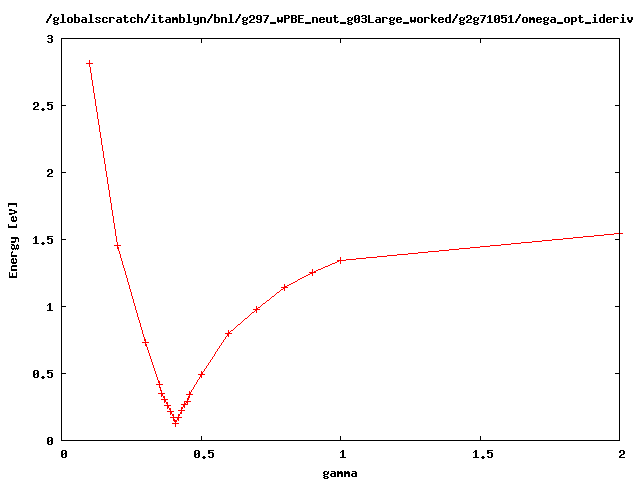 /globalscratch/itamblyn/bnl/g297_wPBE_neut_g03Large_worked/g2g71051/omega_opt_ideriv
3
2.5
2
1.5
1
0.5
0
Energy [eV]
0 0.5 1 1.5 2
gamma